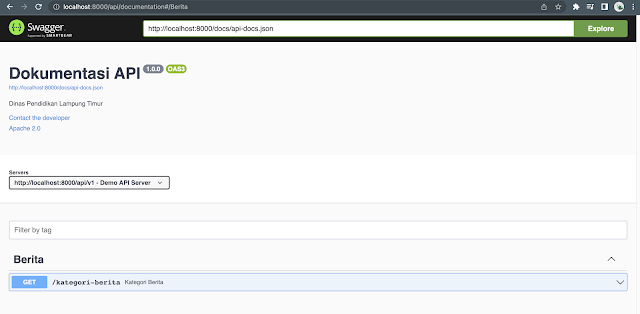 localhost:8000/api/documentation#/Berita
Swagger
Supported by SMARTBEAR
http://localhost:8000/docs/api-docs.json
Explore
Dokumentasi API 1.0.0 OAS3
http://localhost:8000/docs/api-docs.json
Dinas Pendidikan Lampung Timur
Contact the developer
Apache 2.0
Servers
http://localhost:8000/api/v1 - Demo API Server
Filter by tag
Berita
GET /kategori-berita Kategori Berita